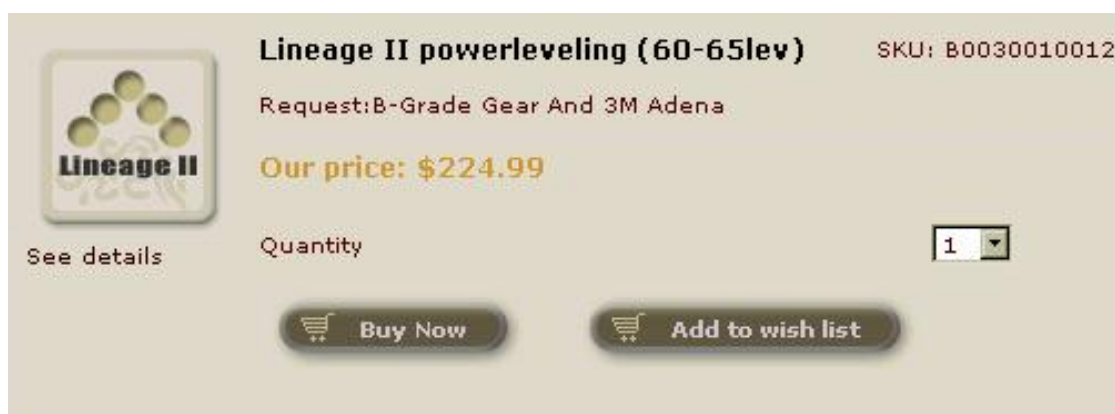 Lineage II powerleveling (60-65lev)
SKU: B0030010012
Request:B-Grade Gear And 3M Adena
Lineage II
Our price: $224.99
See details
Quantity
1
Buy Now
Add to wish list